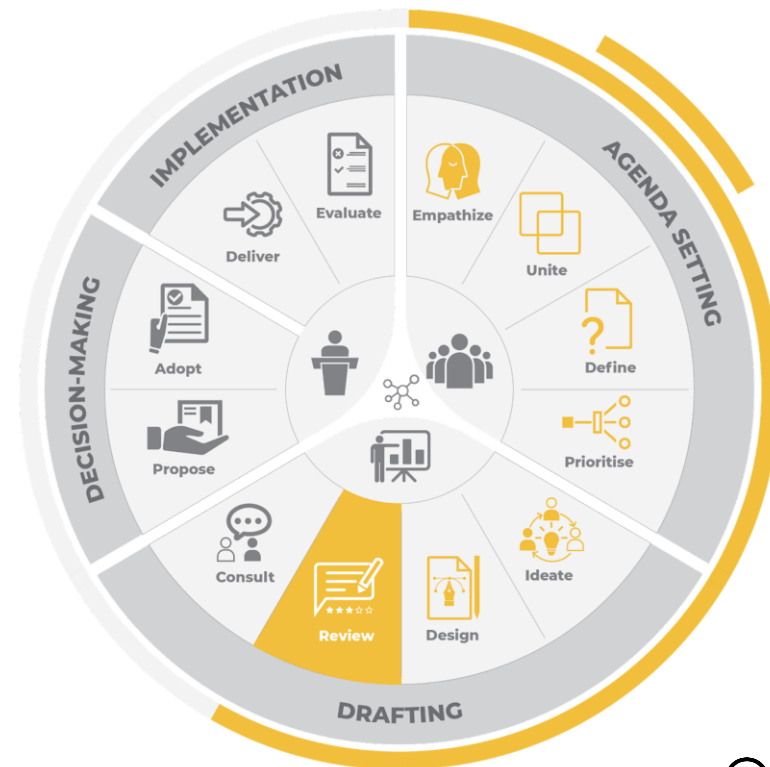 IMPLEMENTATION
AGENDA SETTING
Evaluate
Empathize
Deliver
Unite
DECISION-MAKING
Adopt
Define
Propose
Prioritise
Consult
Ideate
Review
Design
DRAFTING